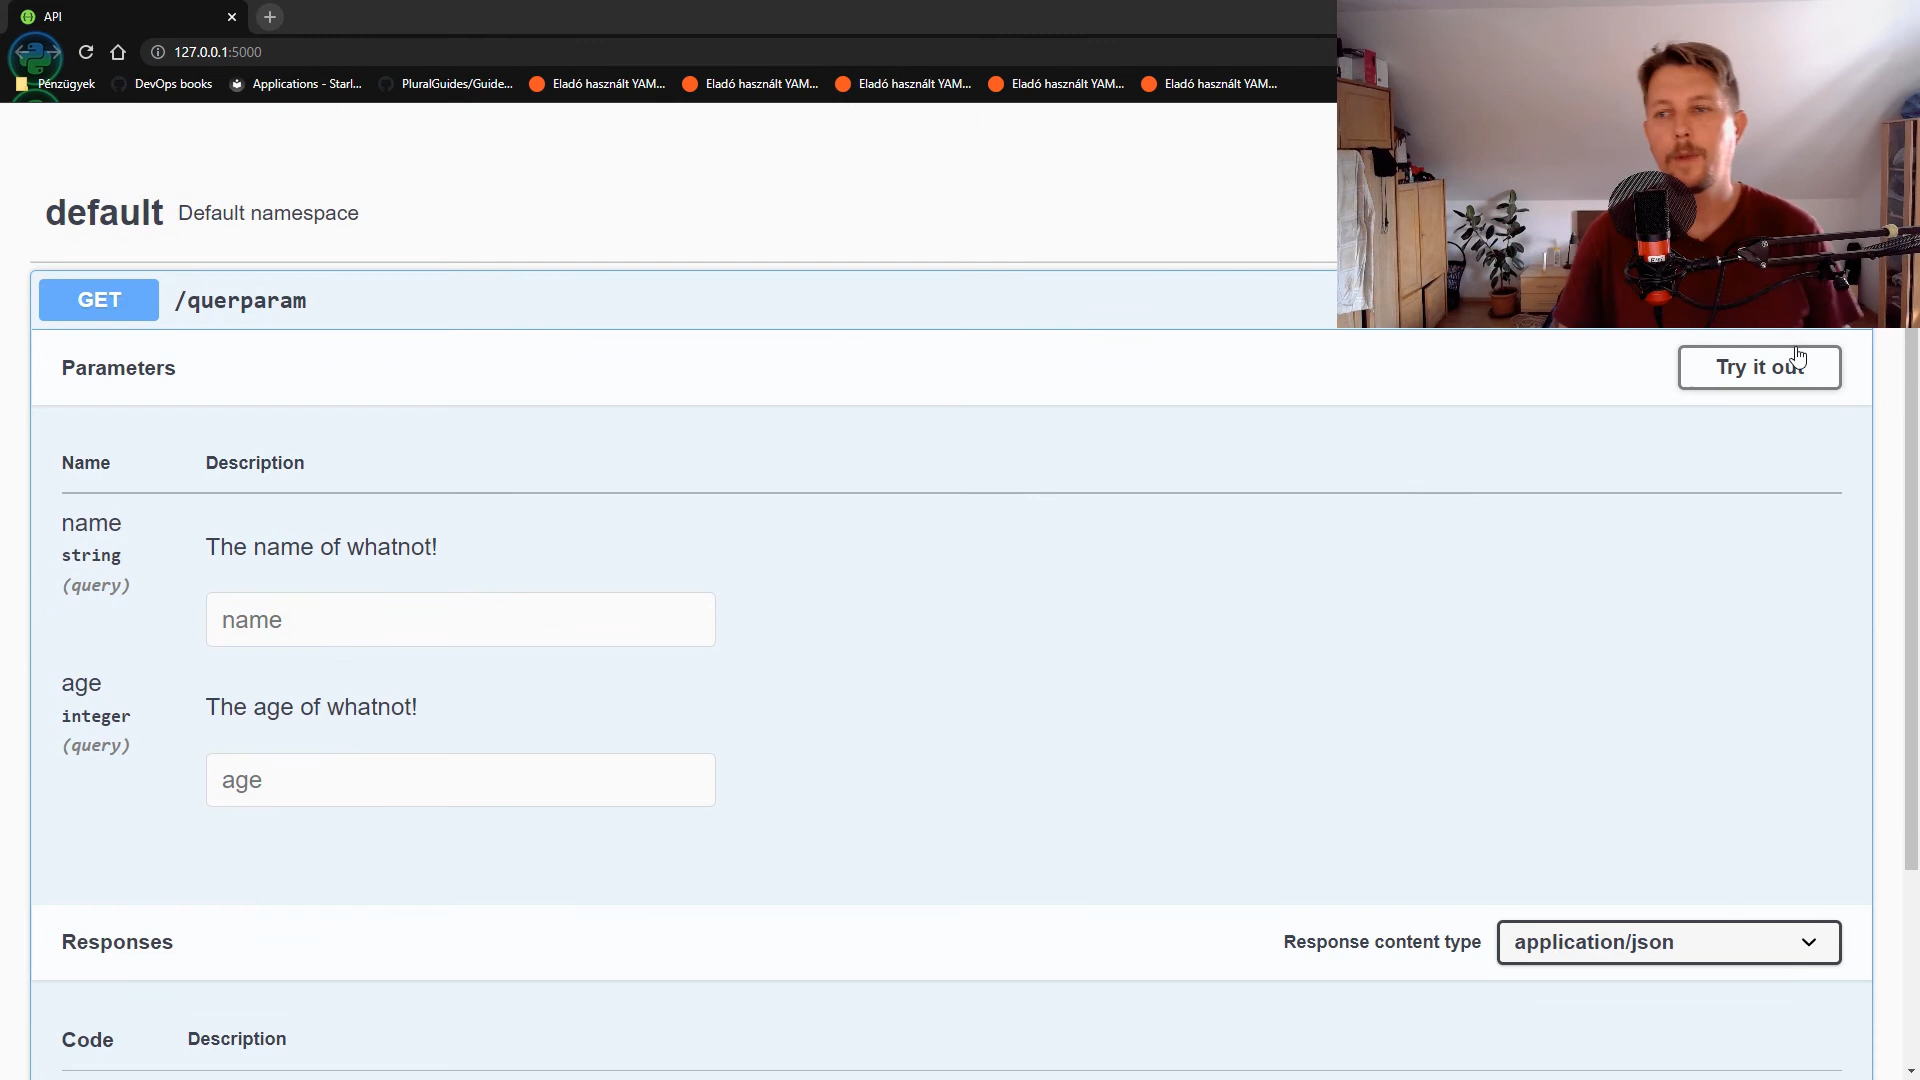 API
127.0.0.1:5000
Pénzügyek
DevOps books
Applications - Starl...
PluralGuides/Guide...
Eladó használt YAM...
Eladó használt YAM...
Eladó használt YAM...
Eladó használt YAM...
Eladó használt YAM...
default Default namespace
GET /querparam
Parameters
Try it out
Name Description
name
string
(query)
The name of whatnot!
name
age
integer
(query)
The age of whatnot!
age
Responses
Response content type
application/json
Code Description